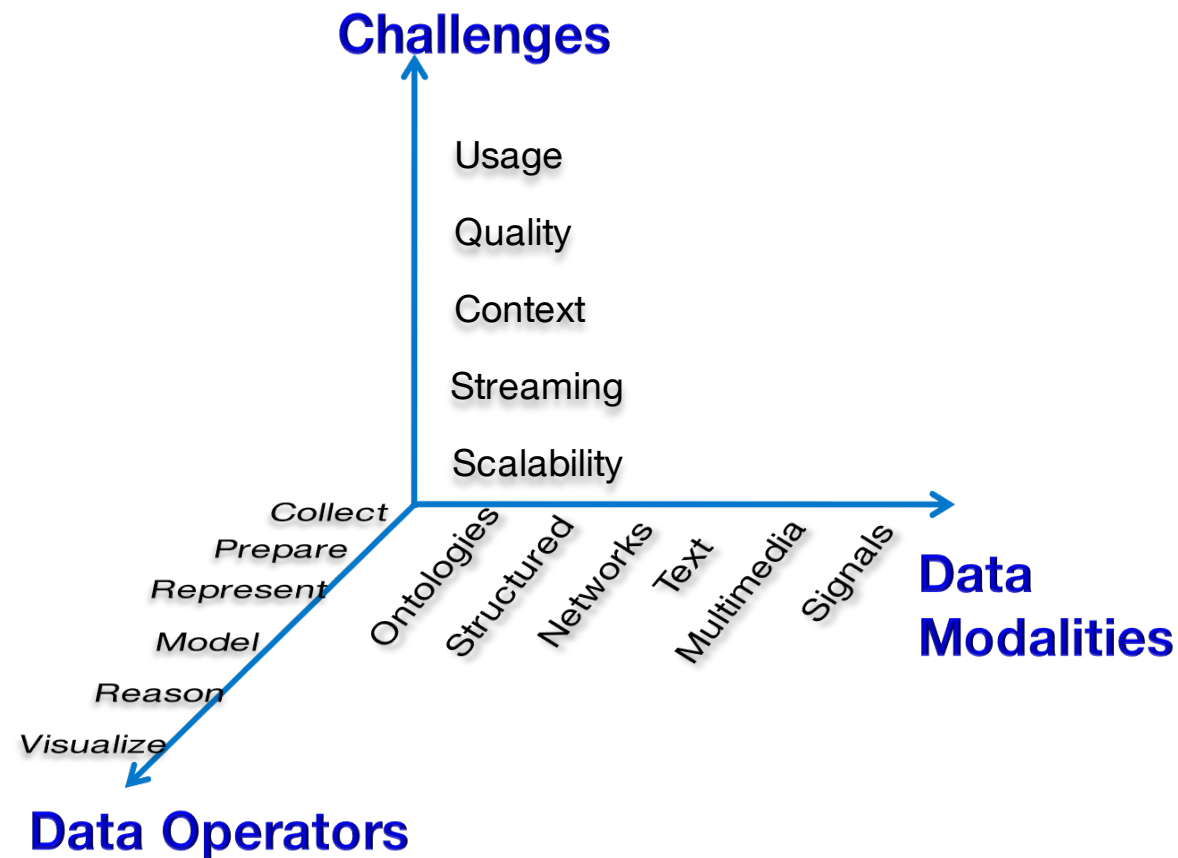 Challenges
Usage
Quality
Context
Streaming
Scalability
Collect
Prepare
Represent
Model
Reason
Visualize
Ontologies
Structured
Networks
Text
Multimedia
Signals
Data
Modalities
Data Operators